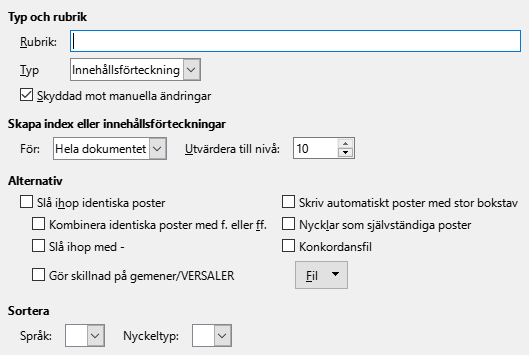 Typ och rubrik
Rubrik:
Typ Innehållsförteckning
Skyddad mot manuella ändringar
Skapa index eller innehållsförteckningar
För: Hela dokumentet Utvärdera till nivå: 10
Alternativ
Slå ihop identiska poster Skriv automatiskt poster med stor bokstav
Kombinera identiska poster med f. eller ff. Nycklar som självständiga poster
Slå ihop med - Konkordansfil
Gör skillnad på gemener/VERSALER Fil
Sortera
Språk: Nyckeltyp: